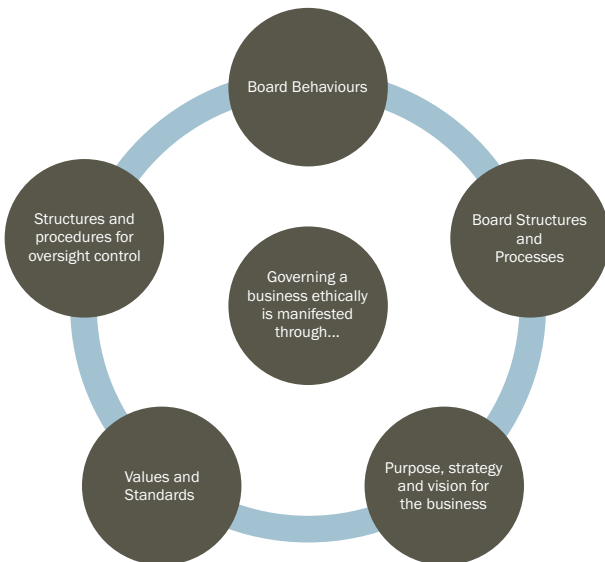 Board Behaviours
Board Structures
and
Processes
Purpose, strategy
and vision for
the business
Values and
Standards
Structures and
procedures for
oversight control
Governing a
business ethically
is manifested
through...